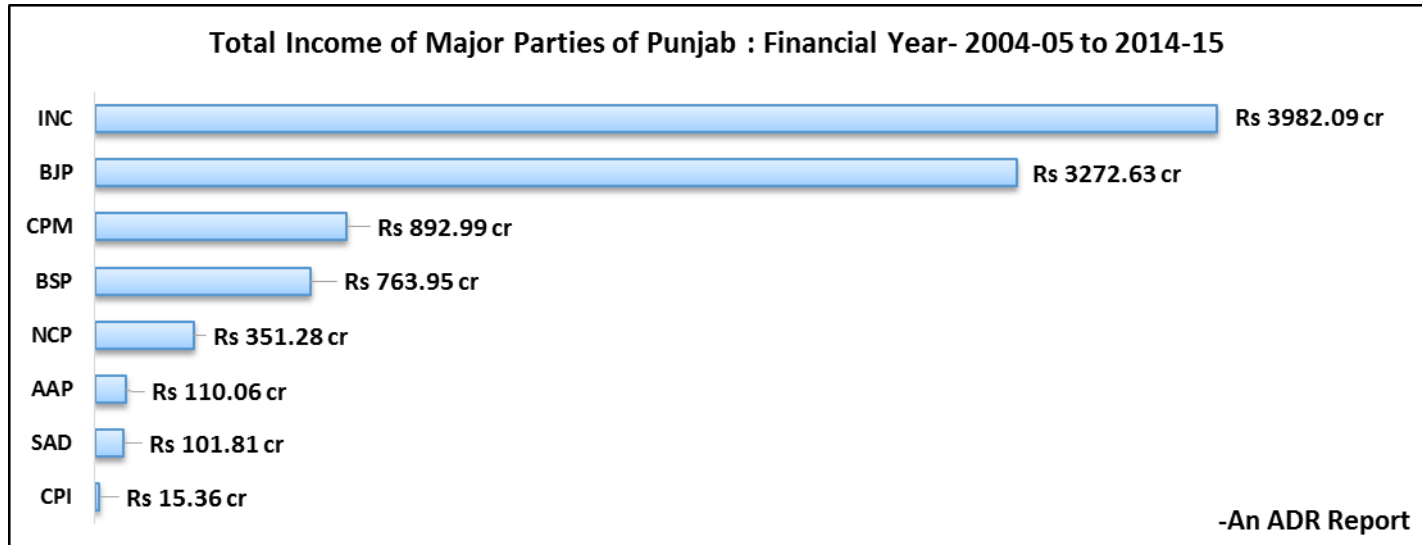 Total Income of Major Parties of Punjab : Financial Year- 2004-05 to 2014-15
INC Rs 3982.09 cr
BJP Rs 3272.63 cr
CPM Rs 892.99 cr
BSP Rs 763.95 cr
NCP Rs 351.28 cr
AAP Rs 110.06 cr
SAD Rs 101.81 cr
CPI Rs 15.36 cr
-An ADR Report